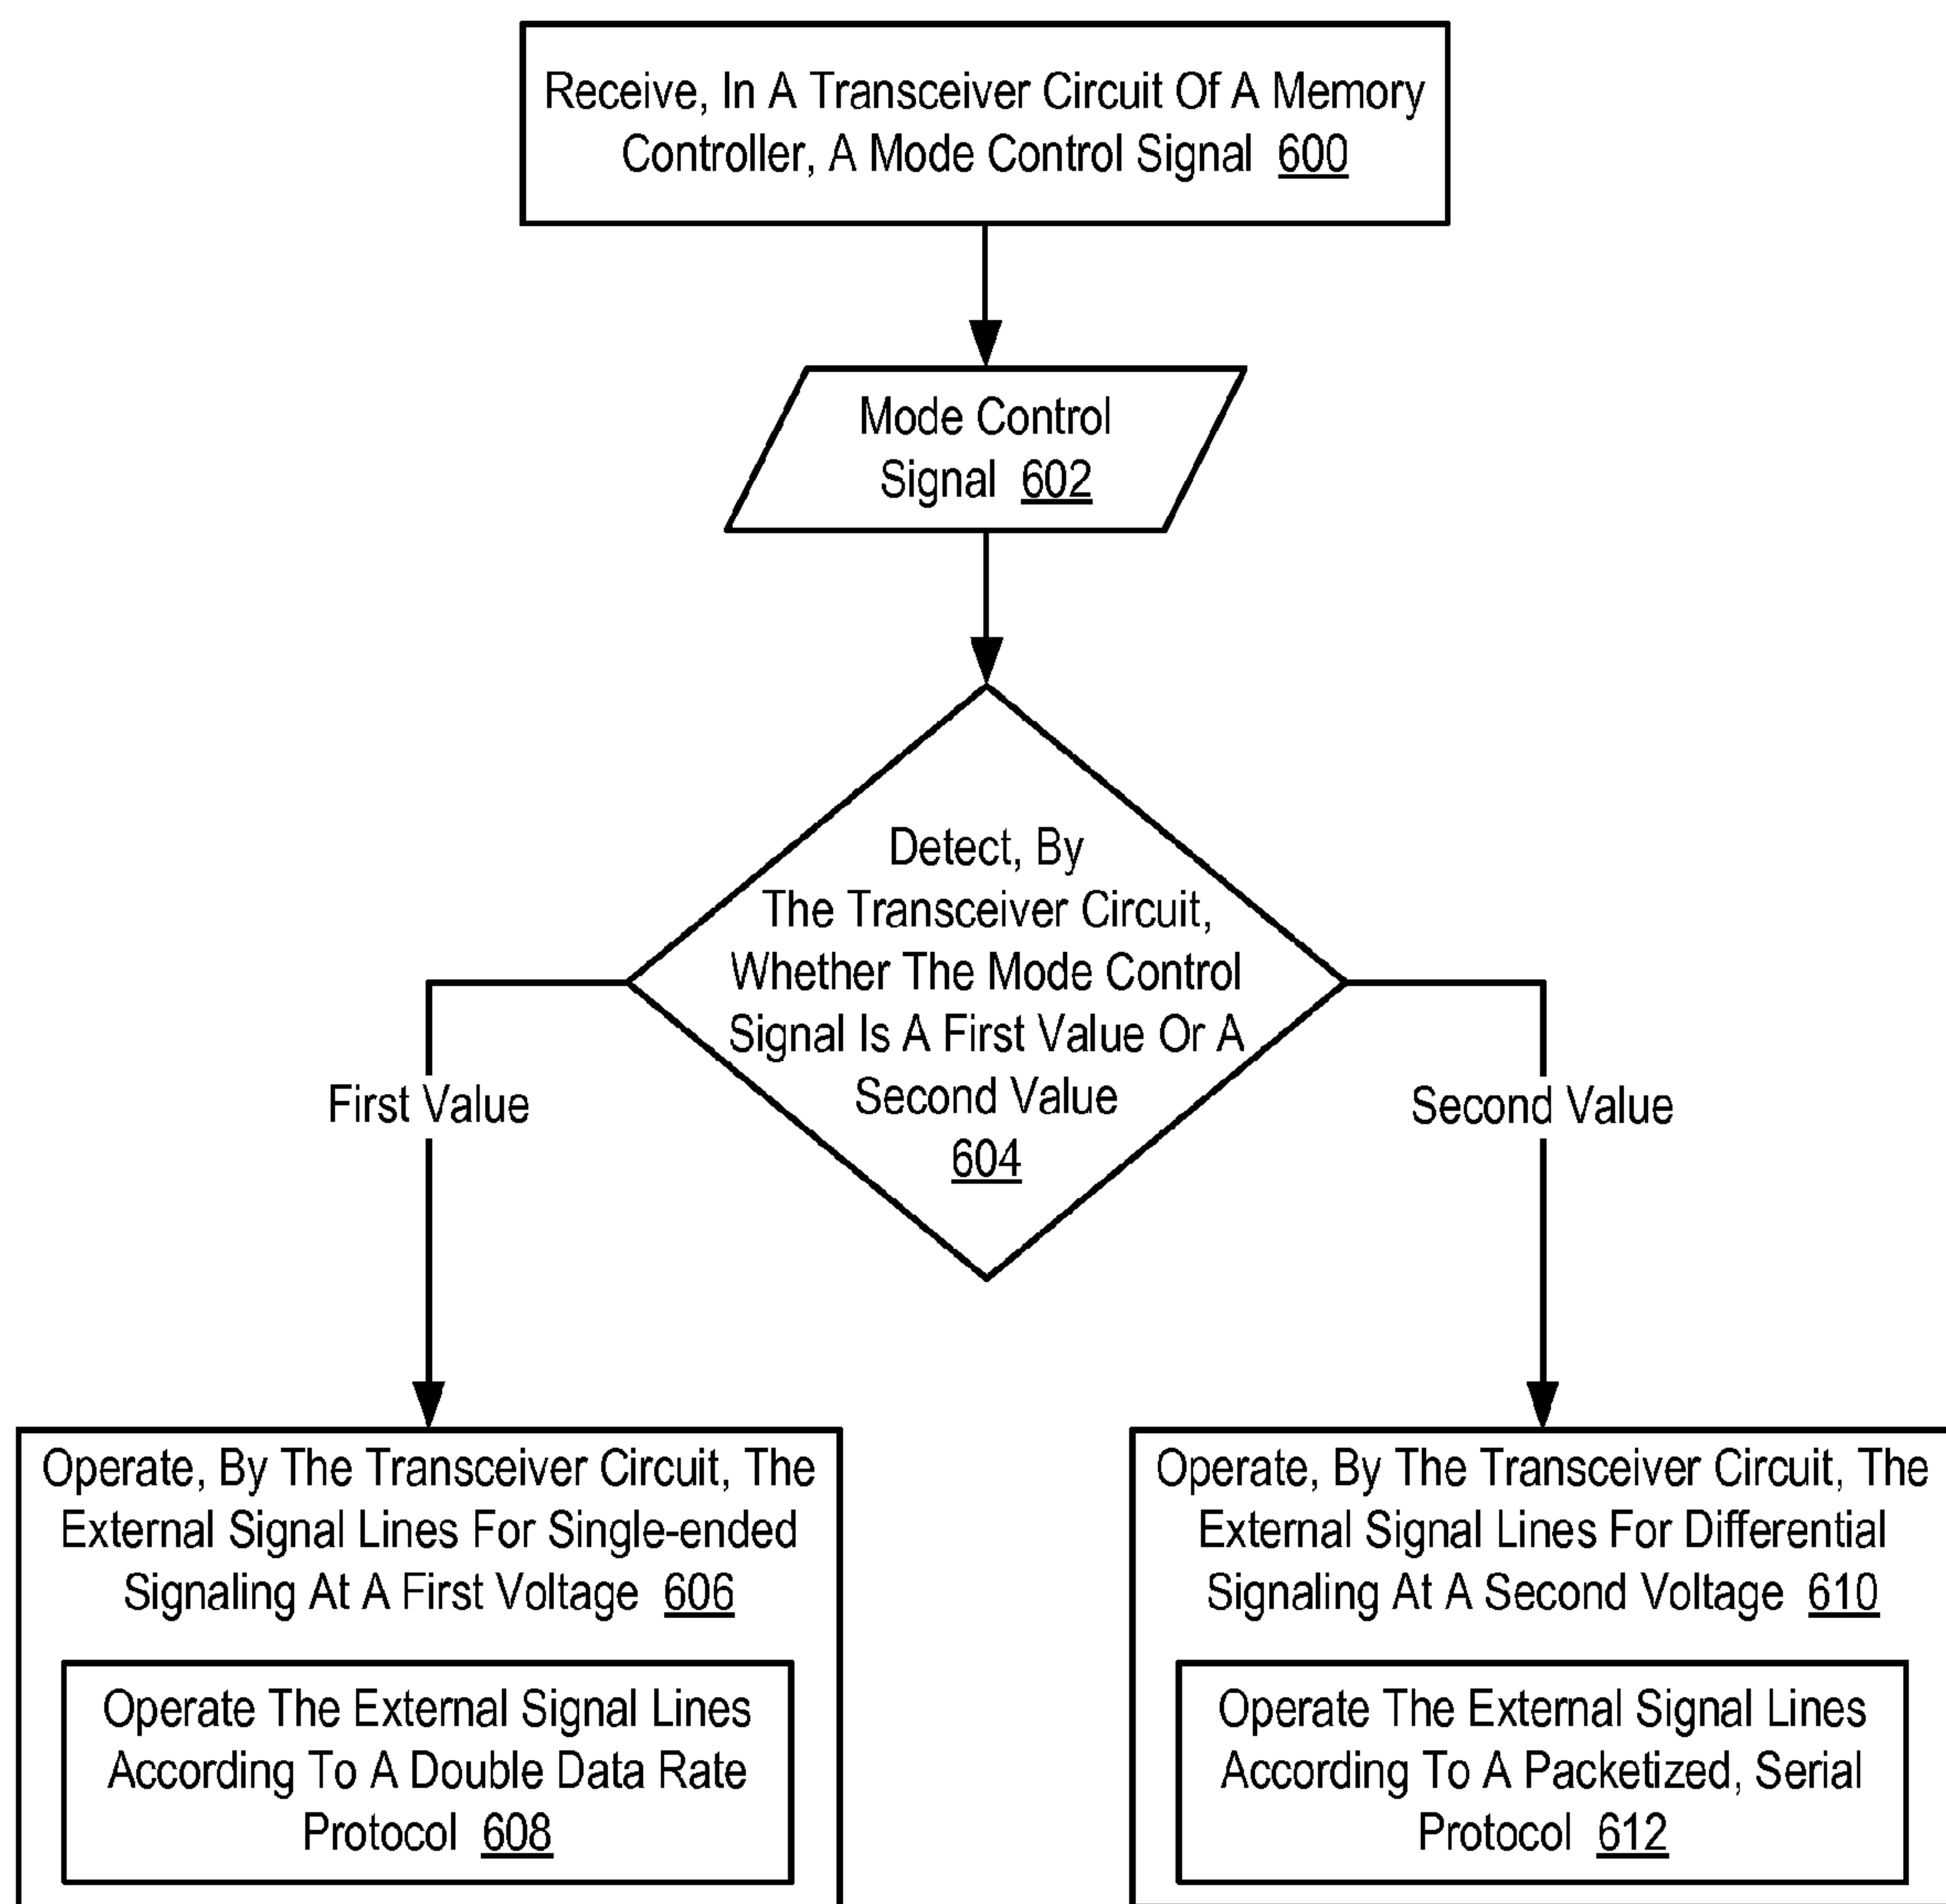 Receive, In A Transceiver Circuit Of A Memory
Controller, A Mode Control Signal 600
Mode Control
Signal 602
Detect, By
The Transceiver Circuit,
Whether The Mode Control
Signal Is A First Value Or A
Second Value
604
First Value
Second Value
Operate, By The Transceiver Circuit, The
External Signal Lines For Single-ended
Signaling At A First Voltage 606
Operate The External Signal Lines
According To A Double Data Rate
Protocol 608
Operate, By The Transceiver Circuit, The
External Signal Lines For Differential
Signaling At A Second Voltage 610
Operate The External Signal Lines
According To A Packetized, Serial
Protocol 612